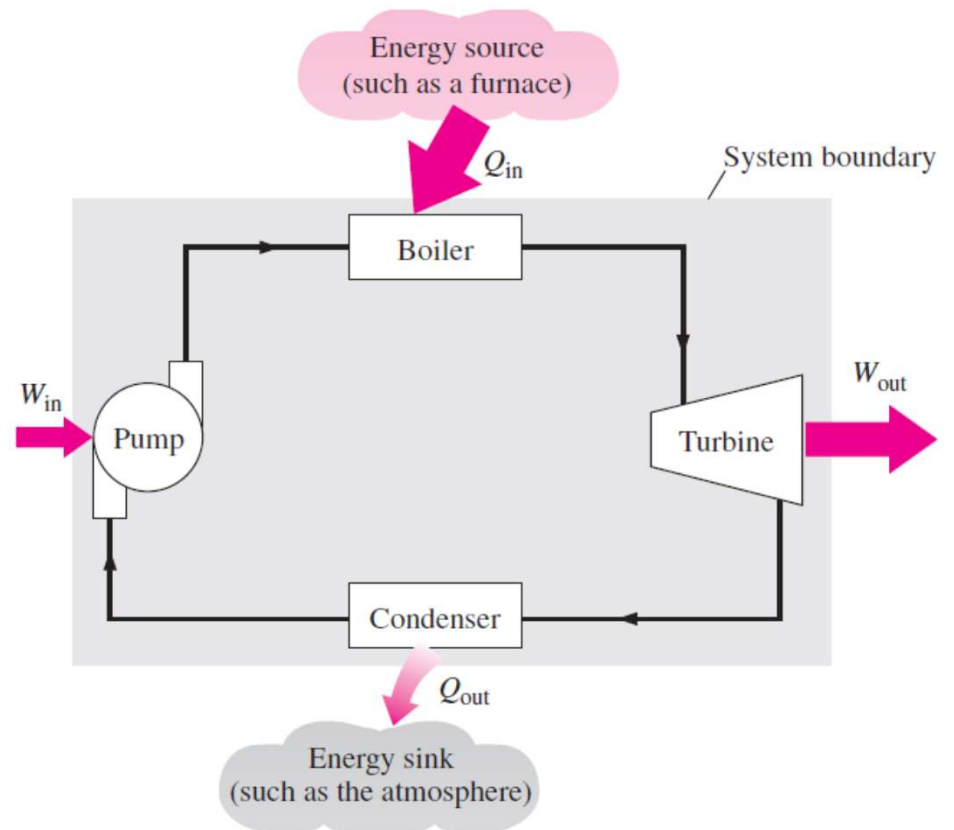 Energy source
(such as a furnace)
Qin
System boundary
Boiler
Win
Pump
Wout
Turbine
Condenser
Qout
Energy sink
(such as the atmosphere)